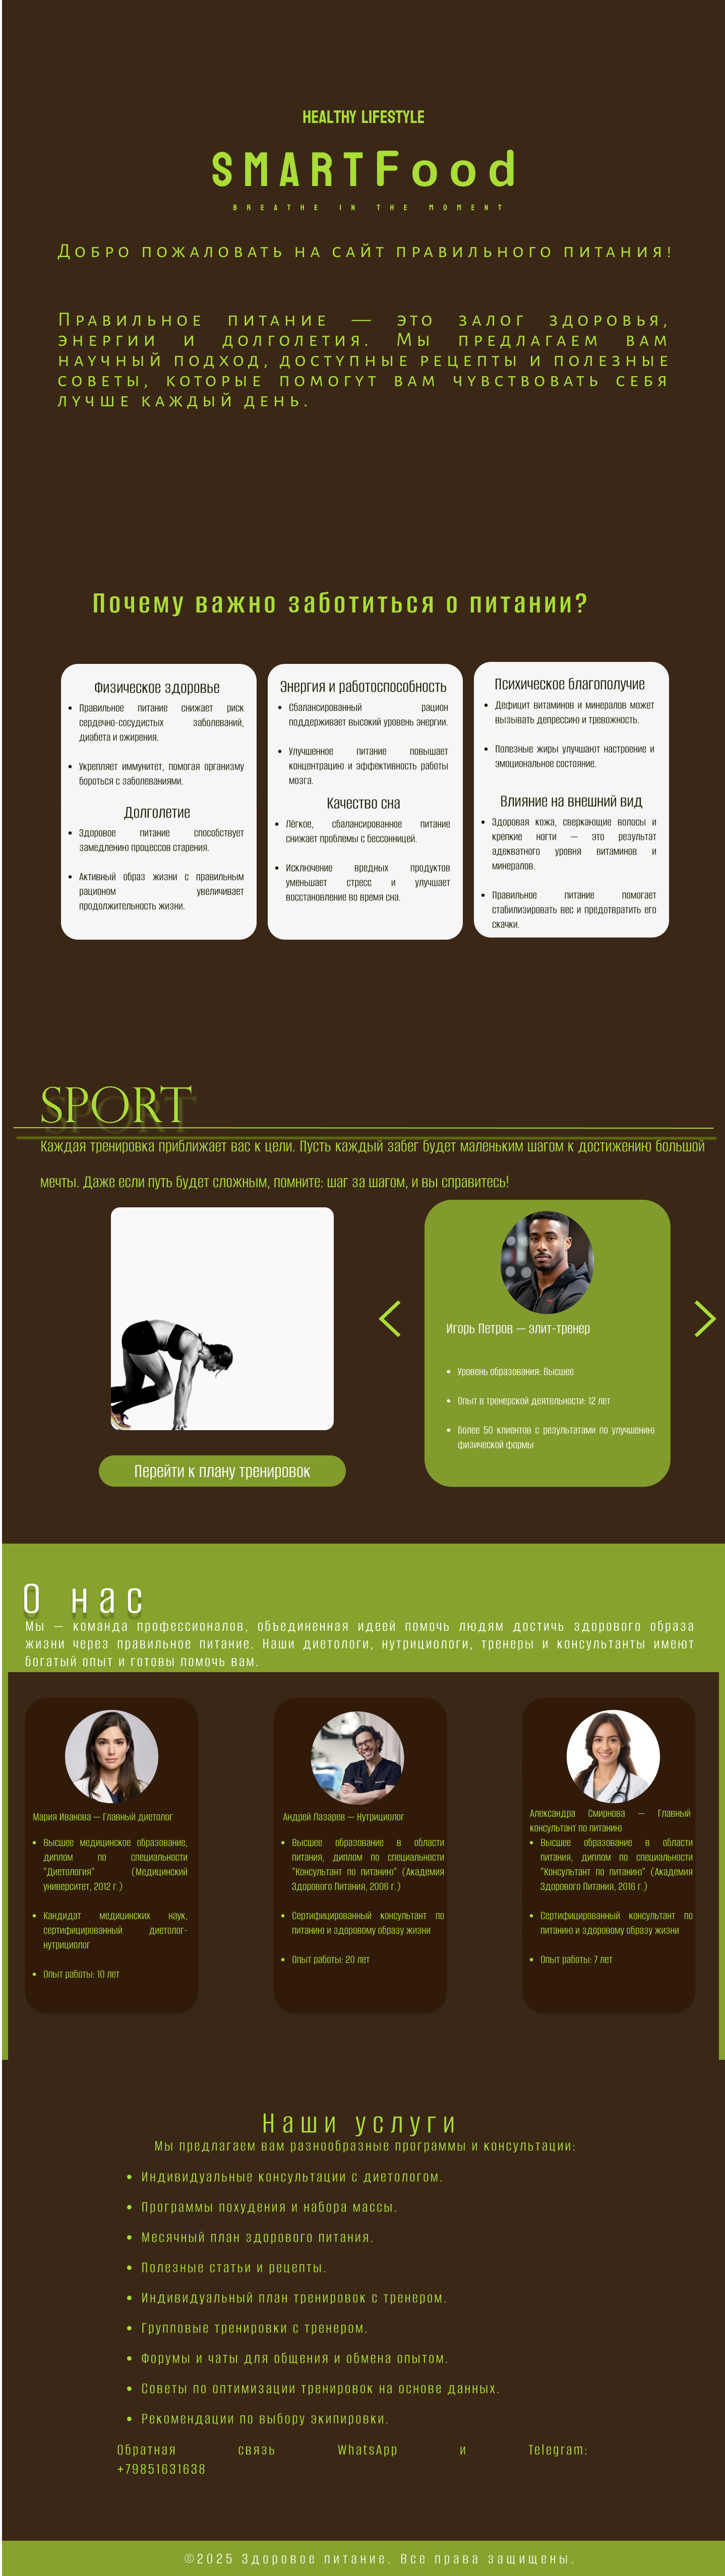 HEALTHY LIFESTYLE
SMARTFood
BREATHE IN THE MOMENT
Добро пожаловать на сайт правильного питания!
Правильное питание — это залог здоровья,
энергии и долголетия. Мы предлагаем вам
научный подход, доступные рецепты и полезные
советы, которые помогут вам чувствовать себя
лучше каждый день.
Почему важно заботиться о питании?
Физическое здоровье
Правильное питание снижает риск
сердечно-сосудистых заболеваний,
диабета и ожирения.
Укрепляет иммунитет, помогая организму
бороться с заболеваниями.
Долголетие
Здоровое питание способствует
замедлению процессов старения.
Активный образ жизни с правильным
рационом увеличивает
продолжительность жизни.
Энергия и работоспособность
Сбалансированный рацион
поддерживает высокий уровень энергии.
Улучшенное питание повышает
концентрацию и эффективность работы
мозга.
Качество сна
Лёгкое, сбалансированное питание
снижает проблемы с бессонницей.
Исключение вредных продуктов
уменьшает стресс и улучшает
восстановление во время сна.
Психическое благополучие
Дефицит витаминов и минералов может
вызывать депрессию и тревожность.
Полезные жиры улучшают настроение и
эмоциональное состояние.
Влияние на внешний вид
Здоровая кожа, сверкающие волосы и
крепкие ногти — это результат
адекватного уровня витаминов и
минералов.
Правильное питание помогает
стабилизировать вес и предотвратить его
скачки.
SPORT
Каждая тренировка приближает вас к цели. Пусть каждый забег будет маленьким шагом к достижению большой
мечты. Даже если путь будет сложным, помните: шаг за шагом, и вы справитесь!
Перейти к плану тренировок
Игорь Петров — элит-тренер
Уровень образования: Высшее
Опыт в тренерской деятельности: 12 лет
Более 50 клиентов с результатами по улучшению
физической формы
О нас
Мы — команда профессионалов, объединенная идеей помочь людям достичь здорового образа
жизни через правильное питание. Наши диетологи, нутрициологи, тренеры и консультанты имеют
богатый опыт и готовы помочь вам.
Мария Иванова — Главный диетолог
Высшее медицинское образование,
диплом по специальности
"Диетология" (Медицинский
университет, 2012 г.)
Кандидат медицинских наук,
сертифицированный диетолог-
нутрициолог
Опыт работы: 10 лет
Андрей Лазарев — Нутрициолог
Высшее образование в области
питания, диплом по специальности
"Консультант по питанию" (Академия
Здорового Питания, 2006 г.)
Сертифицированный консультант по
питанию и здоровому образу жизни
Опыт работы: 20 лет
Александра Смирнова — Главный
консультант по питанию
Высшее образование в области
питания, диплом по специальности
"Консультант по питанию" (Академия
Здорового Питания, 2016 г.)
Сертифицированный консультант по
питанию и здоровому образу жизни
Опыт работы: 7 лет
Наши услуги
Мы предлагаем вам разнообразные программы и консультации:
Индивидуальные консультации с диетологом.
Программы похудения и набора массы.
Месячный план здорового питания.
Полезные статьи и рецепты.
Индивидуальный план тренировок с тренером.
Групповые тренировки с тренером.
Форумы и чаты для общения и обмена опытом.
Советы по оптимизации тренировок на основе данных.
Рекомендации по выбору экипировки.
Обратная связь WhatsApp и Telegram:
+79851631638
©2025 Здоровое питание. Все права защищены.